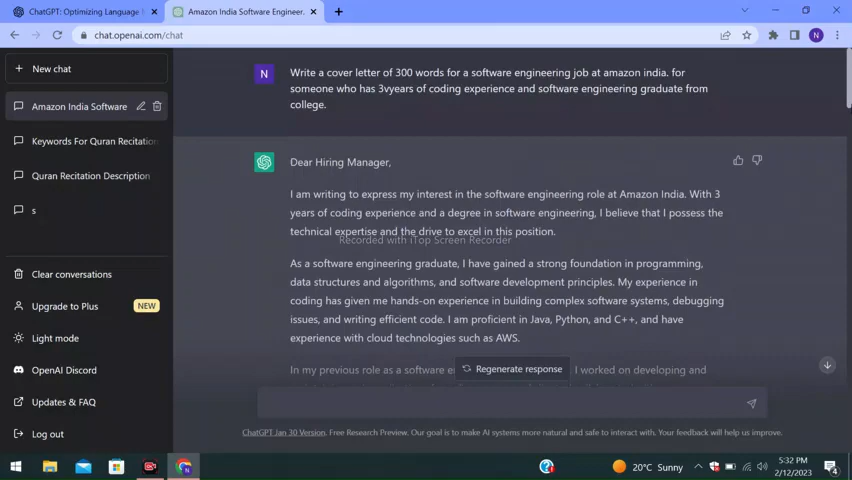 ChatGPT: Optimizing Language
Amazon India Software Engineer
chat.openai.com/chat
N
New chat
N
Write a cover letter of 300 words for a software engineering job at amazon india. for
someone who has 3vyears of coding experience and software engineering graduate from
college.
Amazon India Software
Keywords For Quran Recitation
Quran Recitation Description
s
Dear Hiring Manager,
I am writing to express my interest in the software engineering role at Amazon India. With 3
years of coding experience and a degree in software engineering, I believe that I possess the
technical expertise and the drive to excel in this position.
Recorded with iTop Screen Recorder
As a software engineering graduate, I have gained a strong foundation in programming,
data structures and algorithms, and software development principles. My experience in
coding has given me hands-on experience in building complex software systems, debugging
issues, and writing efficient code. I am proficient in Java, Python, and C++, and have
experience with cloud technologies such as AWS.
In my previous role as a software e
I worked on developing and
Regenerate response
Clear conversations
Upgrade to Plus
NEW
Light mode
OpenAI Discord
Updates & FAQ
Log out
ChatGPT Jan 30 Version. Free Research Preview. Our goal is to make AI systems more natural and safe to interact with. Your feedback will help us improve.
20°C Sunny
5:32 PM
2/12/2023
4